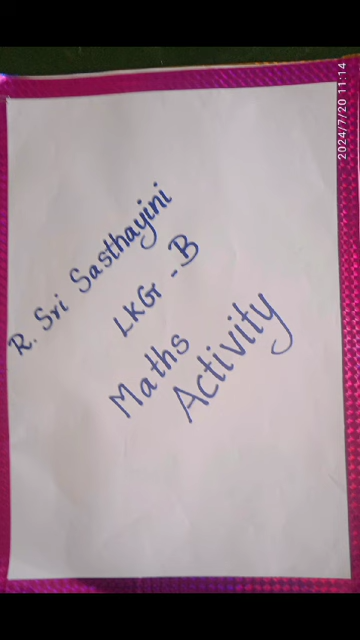 R. Sri Sasthayini
LKG - B
Maths
Activity
2024/7/20 11:14